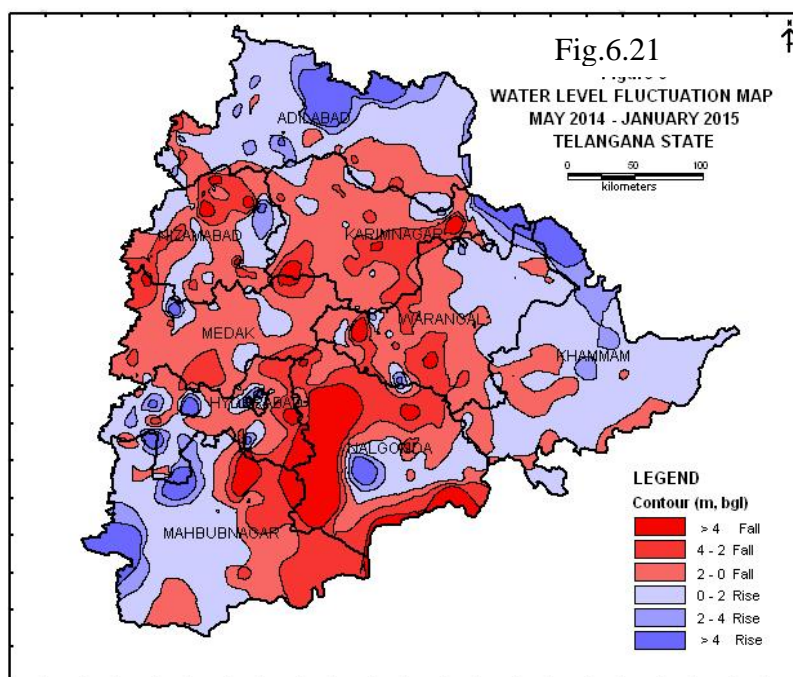 Fig.6.21
WATER LEVEL FLUCTUATION MAP
MAY 2014 - JANUARY 2015
TELANGANA STATE
0 50 100
kilometers
N
ADILABAD
NIZAMABAD
KARIMNAGAR
MEDAK
WARANGAL
KHAMMAM
HYDERABAD
NALGONDA
MAHBUBNAGAR
LEGEND
Contour (m, bgl)
> 4 Fall
4 - 2 Fall
2 - 0 Fall
0 - 2 Rise
2 - 4 Rise
>4 Rise